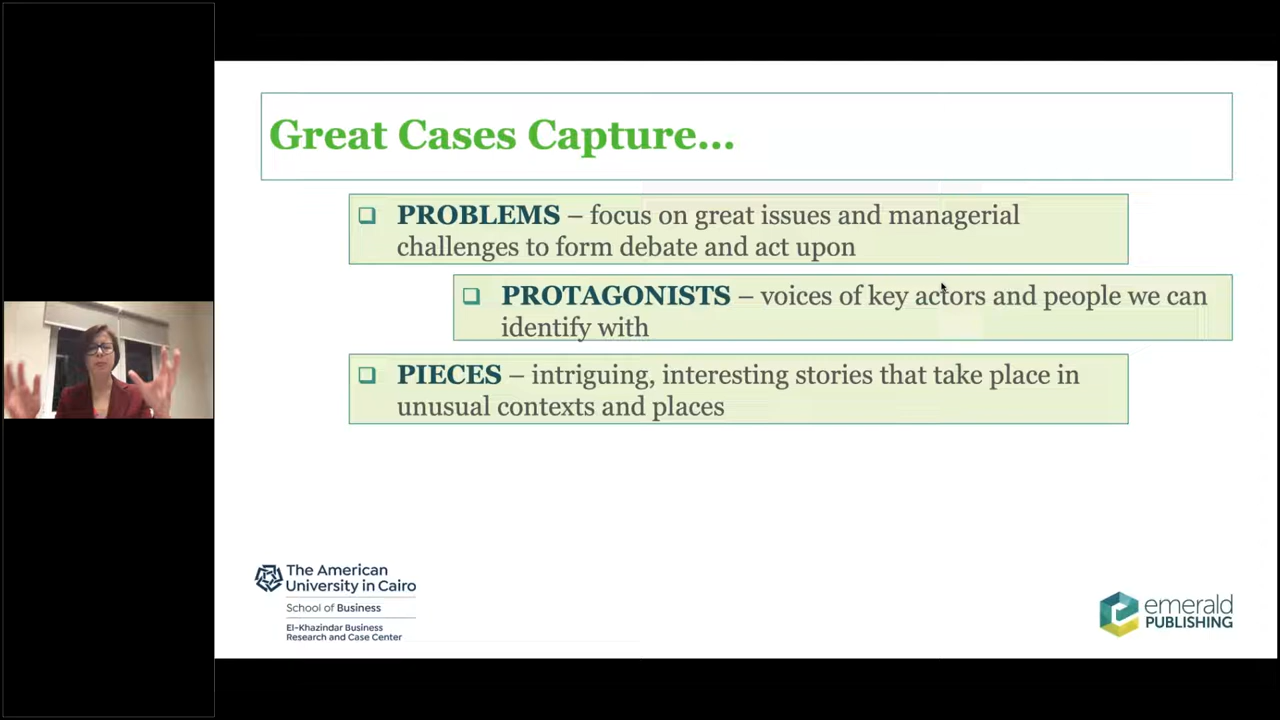 Great Cases Capture...
PROBLEMS – focus on great issues and managerial
challenges to form debate and act upon
PROTAGONISTS – voices of key actors and people we can
identify with
PIECES – intriguing, interesting stories that take place in
unusual contexts and places
The American
University in Cairo
School of Business
El-Khazindar Business
Research and Case Center
emerald
PUBLISHING